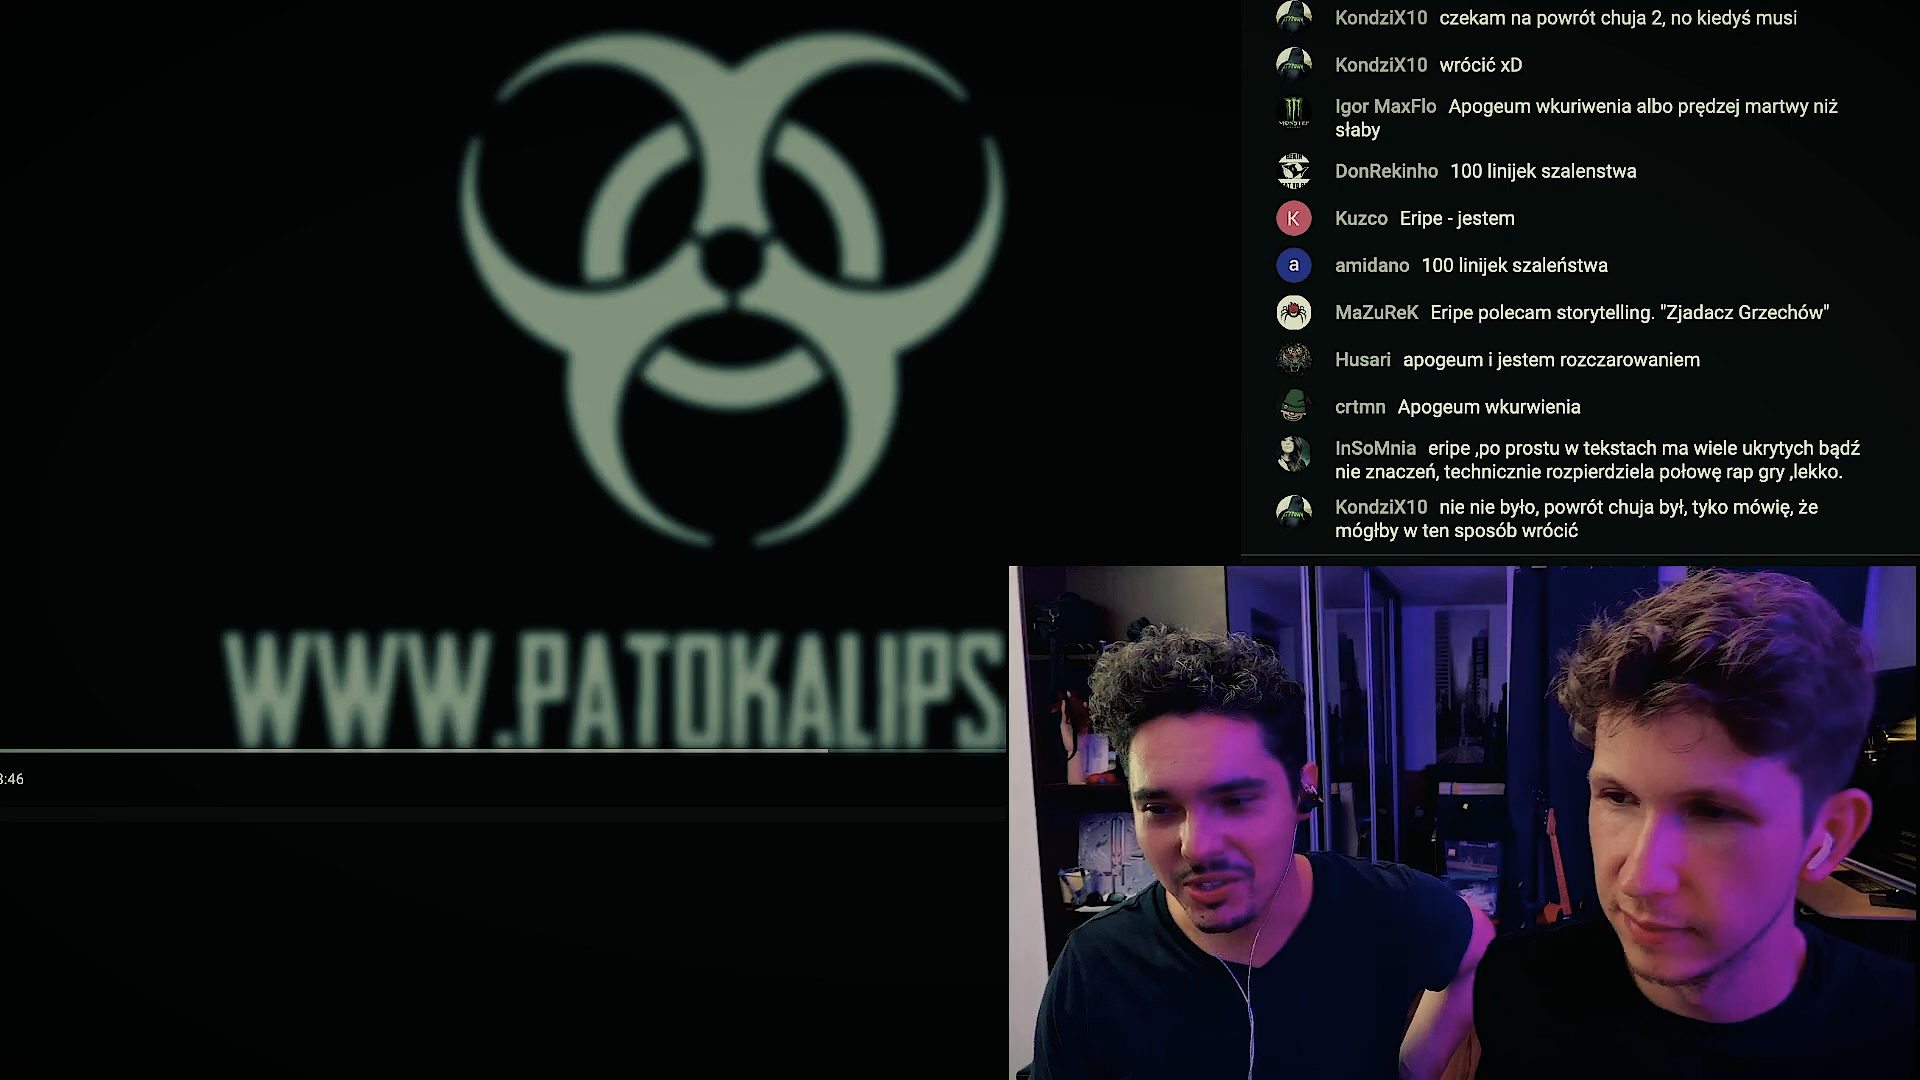 KondziX10 czekam na powrót chuja 2, no kiedyś musi
KondziX10 wrócić xD
Igor MaxFlo Apogeum wkuriwenia albo prędzej martwy niż
słaby
DonRekinho 100 linijek szalenstwa
K
Kuzco Eripe - jestem
a
amidano 100 linijek szaleństwa
MaZuReK Eripe polecam storytelling. "Zjadacz Grzechów"
Husari apogeum i jestem rozczarowaniem
crtmn Apogeum wkurwienia
InSoMnia eripe ,po prostu w tekstach ma wiele ukrytych bądź
nie znaczeń, technicznie rozpierdziela połowę rap gry ,lekko.
KondziX10 nie nie było, powrót chuja był, tyko mówię, że
mógłby w ten sposób wrócić
WWW.PATOKALIPS
:46